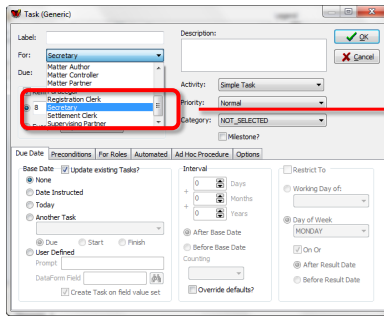 Task (Generic)
Label:
Description:
OK
Cancel
For: Secretary
Matter Author
Matter Controller
Matter Partner
Registration Clerk
Secretary
Settlement Clerk
Supervising Partner
Due:
8
Activity: Simple Task
Priority: Normal
Category: NOT_SELECTED
Milestone?
Due Date Preconditions For Roles Automated Ad Hoc Procedure Options
Base Date Update existing Tasks?
None
Date Instructed
Today
Another Task
Due Start Finish
User Defined
Prompt
DataForm Field
Create Task on field value set
Interval
+ 0 Days
0 Months
+ 0 Years
After Base Date
Before Base Date
Counting
Override defaults?
Restrict To
Working Day of:
Day of Week
MONDAY
On Or
After Result Date
Before Result Date